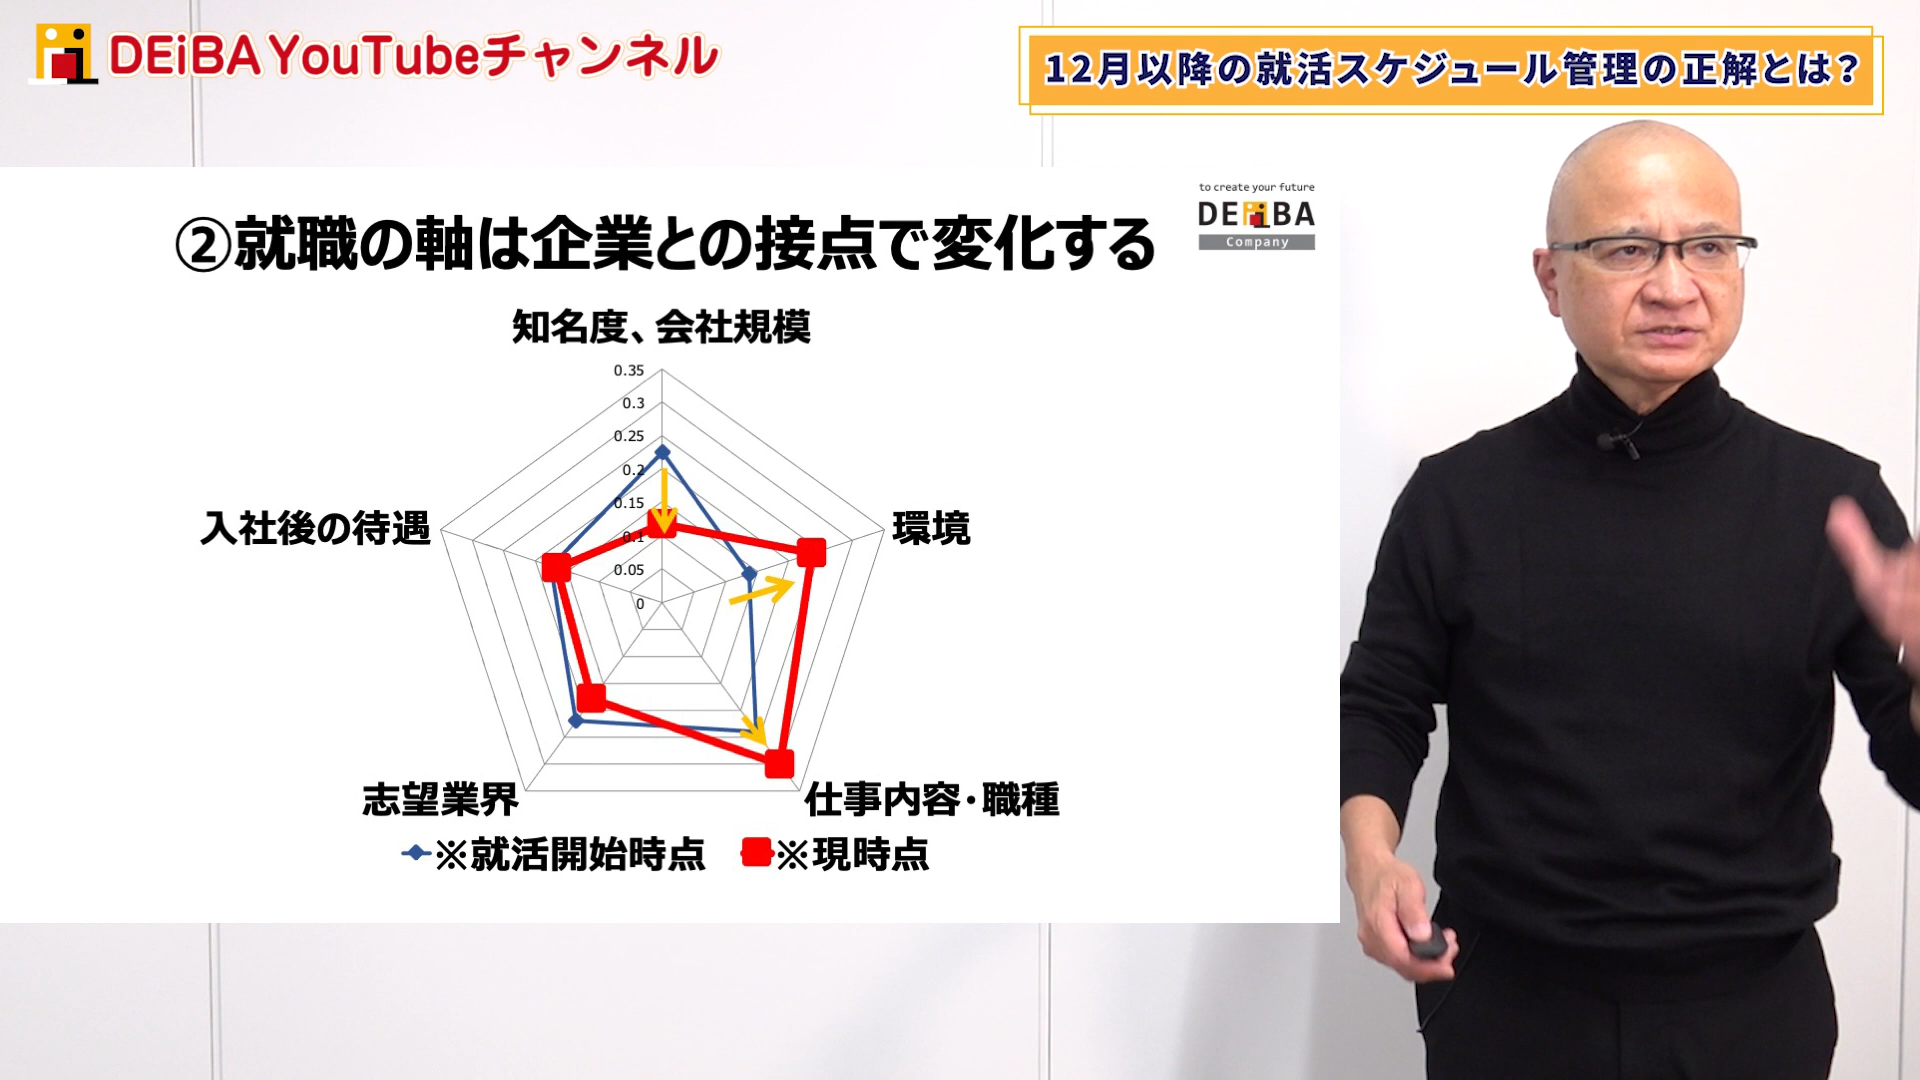 DEiBA YouTubeチャンネル
12月以降の就活スケジュール管理の正解とは？
to create your future
DEiBA
Company
②就職の軸は企業との接点で変化する
知名度、会社規模
0.35
0.3
0.25
0.2
0.15
0.1
0.05
0
入社後の待遇
環境
志望業界
仕事内容・職種
※就活開始時点 ※現時点